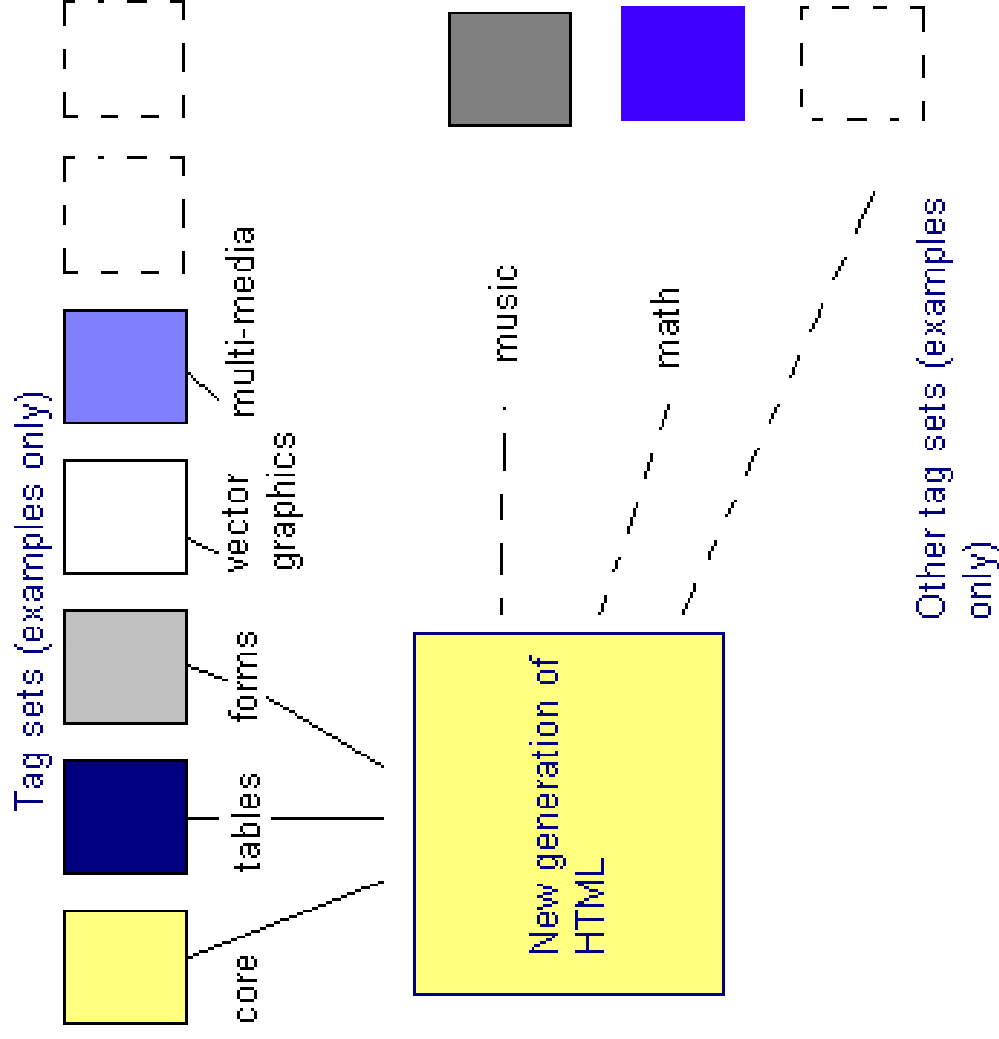 Tag sets (examples only)
core
tables
forms
vector
graphics
multi-media
New generation of
HTML
music
math
Other tag sets (examples
only)